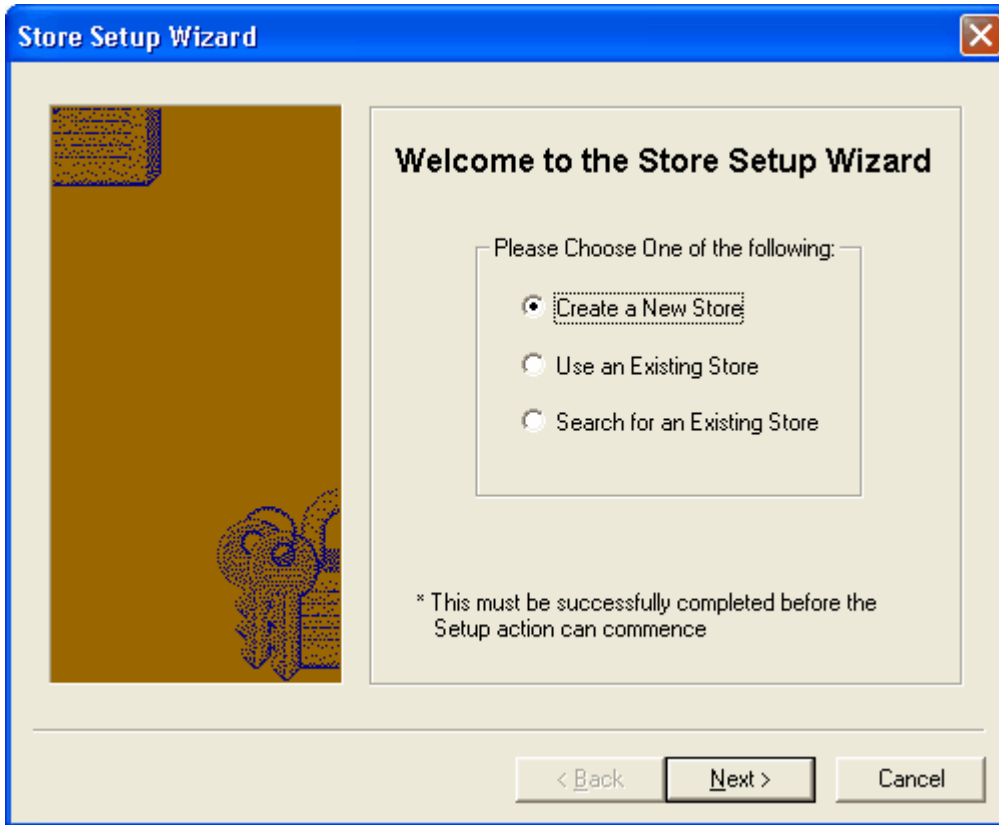 Store Setup Wizard
Welcome to the Store Setup Wizard
Please Choose One of the following:
Create a New Store
Use an Existing Store
Search for an Existing Store
* This must be successfully completed before the
Setup action can commence
< Back
Next >
Cancel